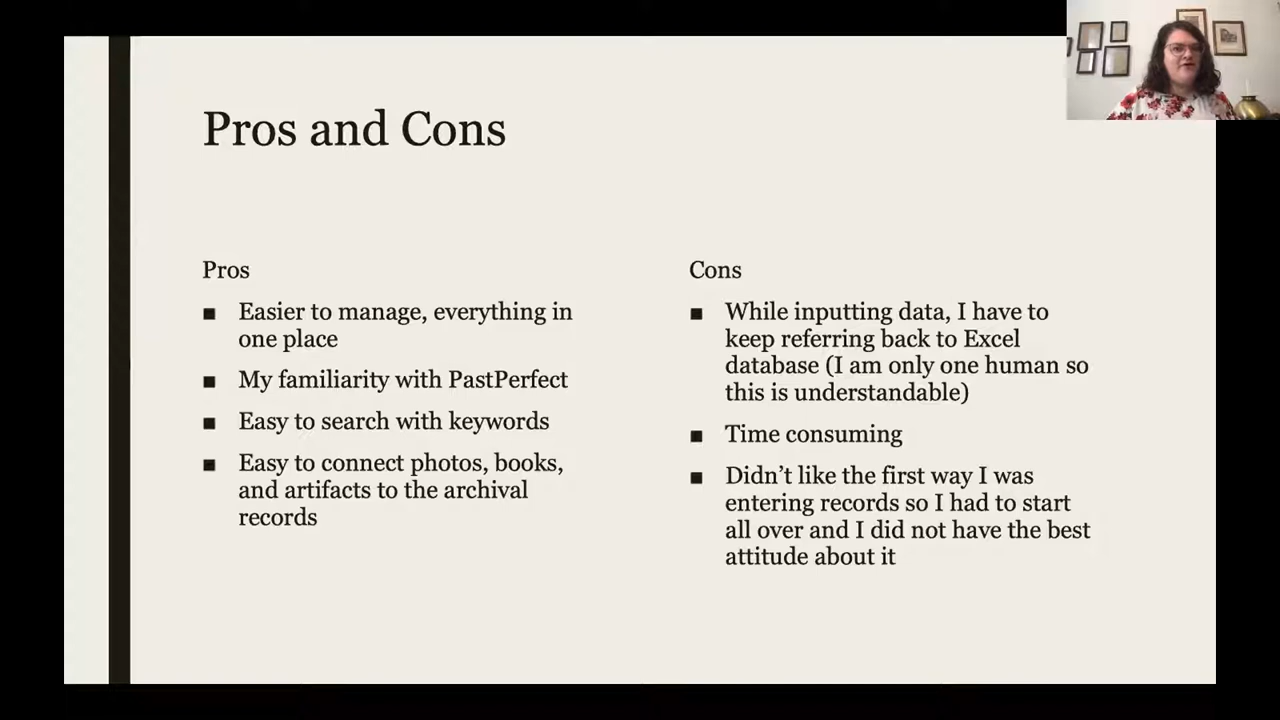 Pros and Cons
Pros
■ Easier to manage, everything in
one place
■ My familiarity with PastPerfect
■ Easy to search with keywords
■ Easy to connect photos, books,
and artifacts to the archival
records
Cons
■ While inputting data, I have to
keep referring back to Excel
database (I am only one human so
this is understandable)
■ Time consuming
■ Didn’t like the first way I was
entering records so I had to start
all over and I did not have the best
attitude about it